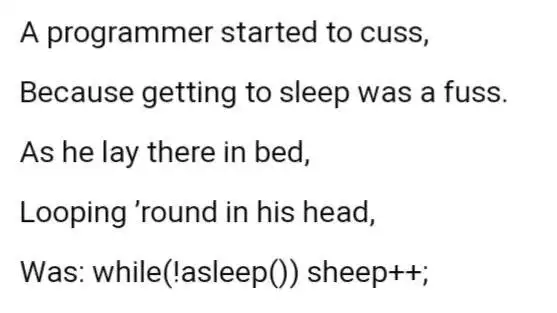 A programmer started to cuss,
Because getting to sleep was a fuss.
As he lay there in bed,
Looping ’round in his head,
Was: while(!asleep()) sheep++;